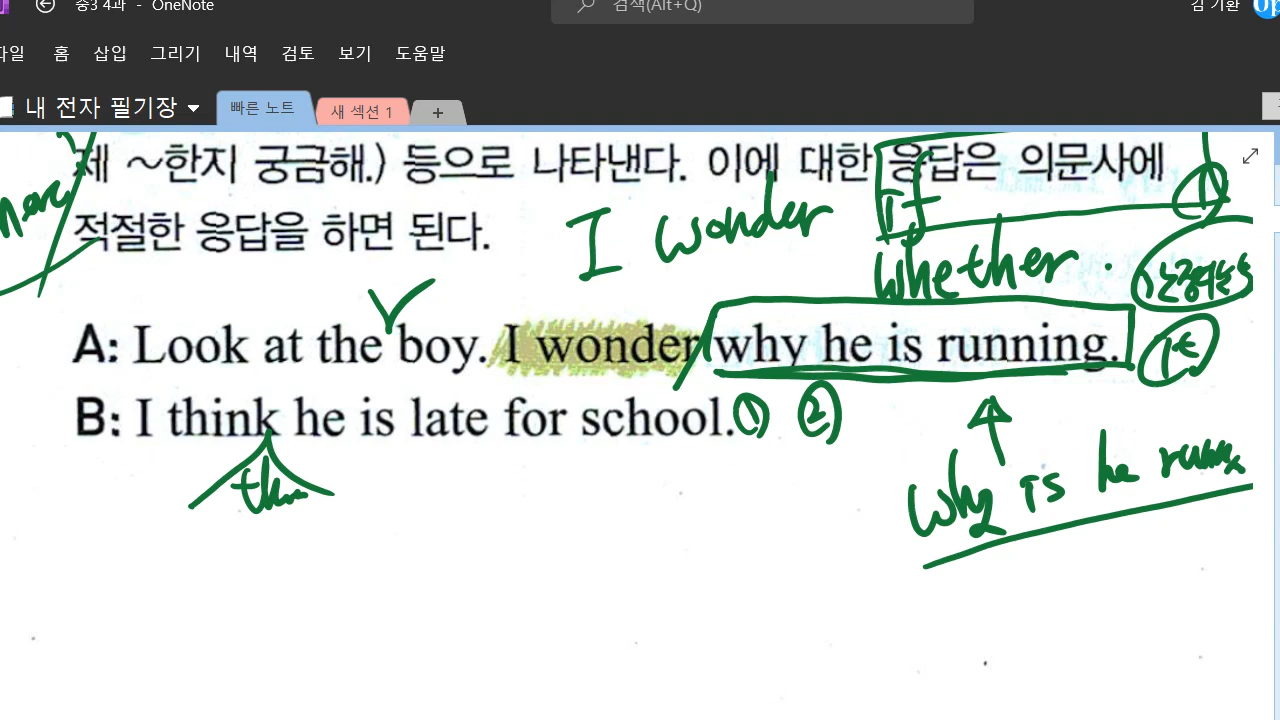 중3 4과 - OneNote
검색(Alt+Q)
김 기환
파일 홈 삽입 그리기 내역 검토 보기 도움말
내 전자 필기장
빠른 노트
새 섹션 1
+
제 ~한지 궁금해.) 등으로 나타낸다. 이에 대한 응답은 의문사에
적절한 응답을 하면 된다.
I wonder
If
whether.
A: Look at the boy. I wonder why he is running.
B: I think he is late for school.
① ②
why is he